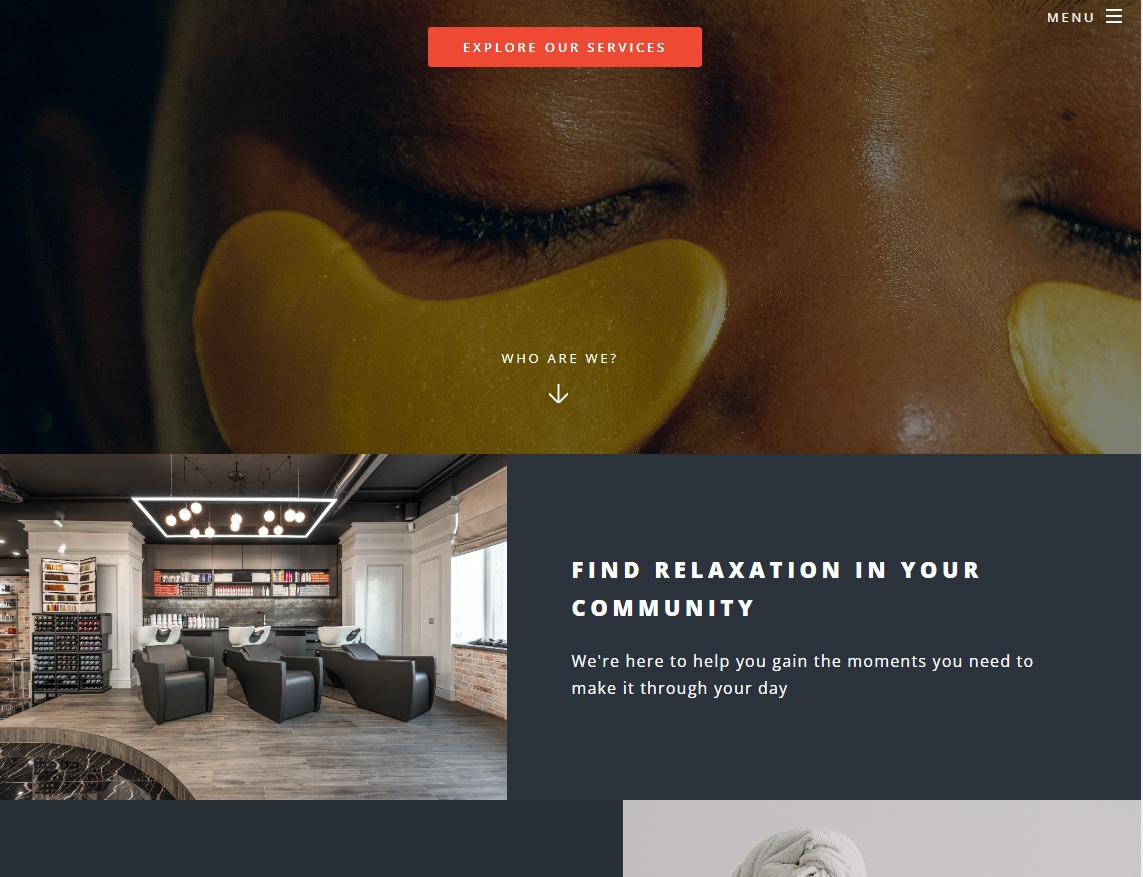 MENU
EXPLORE OUR SERVICES
WHO ARE WE?
FIND RELAXATION IN YOUR
COMMUNITY
We're here to help you gain the moments you need to
make it through your day